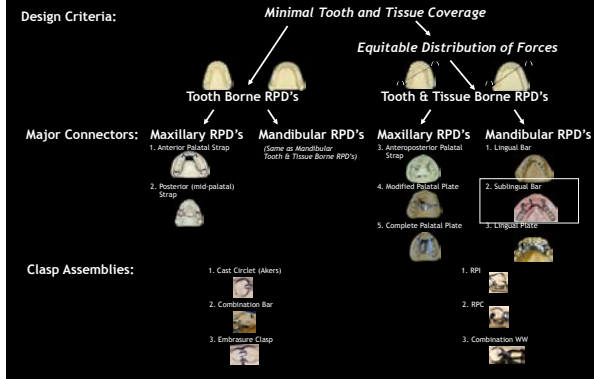 Design Criteria:
Minimal Tooth and Tissue Coverage
Equitable Distribution of Forces
Tooth Borne RPD's
Tooth & Tissue Borne RPD's
Major Connectors:
Maxillary RPD's
1. Anterior Palatal Strap
2. Posterior (mid-palatal)
Strap
Mandibular RPD's
(Same as Mandibular
Tooth & Tissue Borne RPD's)
Maxillary RPD's
3. Anteroposterior Palatal
Strap
4. Modified Palatal Plate
5. Complete Palatal Plate
Mandibular RPD's
1. Lingual Bar
2. Sublingual Bar
3. Lingual Plate
Clasp Assemblies:
1. Cast Circlet (Akers)
2. Combination Bar
3. Embrasure Clasp
1. RPI
2. RPC
3. Combination WW